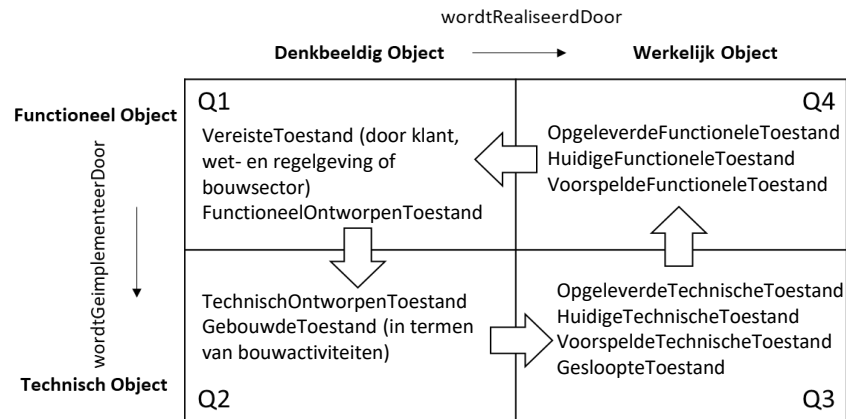 wordtRealiseerdDoor
Denkbeeldig Object
Werkelijk Object
Functioneel Object
wordtGeimplementeerDoor
Technisch Object
Q1
VereisteToestand (door klant,
wet- en regelgeving of
bouwsector)
FunctioneelOntworpenToestand
Q4
OpgeleverdeFunctioneleToestand
HuidigeFunctioneleToestand
VoorspeldeFunctioneleToestand
TechnischOntworpenToestand
GebouwdeToestand (in termen
van bouwactiviteiten)
Q2
OpgeleverdeTechnischeToestand
HuidigeTechnischeToestand
VoorspeldeTechnischeToestand
GesloopteToestand
Q3